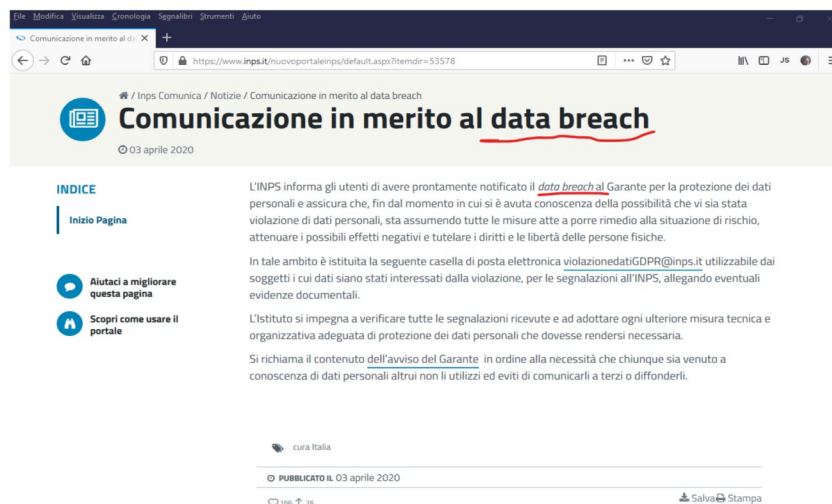 File Modifica Visualizza Cronologia Segnalibri Strumenti Aiuto
Comunicazione in merito al da
https://www.inps.it/nuovoportaleinps/default.aspx?itemdir=53578
JS
/ Inps Comunica / Notizie / Comunicazione in merito al data breach
Comunicazione in merito al data breach
03 aprile 2020
INDICE
Inizio Pagina
Aiutaci a migliorare
questa pagina
Scopri come usare il
portale
L'INPS informa gli utenti di avere prontamente notificato il data breach al Garante per la protezione dei dati
personali e assicura che, fin dal momento in cui si è avuta conoscenza della possibilità che vi sia stata
violazione di dati personali, sta assumendo tutte le misure atte a porre rimedio alla situazione di rischio,
attenuare i possibili effetti negativi e tutelare i diritti e le libertà delle persone fisiche.
In tale ambito è istituita la seguente casella di posta elettronica violazionedatiGDPR@inps.it utilizzabile dai
soggetti i cui dati siano stati interessati dalla violazione, per le segnalazioni all'INPS, allegando eventuali
evidenze documentali.
L'Istituto si impegna a verificare tutte le segnalazioni ricevute e ad adottare ogni ulteriore misura tecnica e
organizzativa adeguata di protezione dei dati personali che dovesse rendersi necessaria.
Si richiama il contenuto dell'avviso del Garante in ordine alla necessità che chiunque sia venuto a
conoscenza di dati personali altrui non li utilizzi ed eviti di comunicarli a terzi o diffonderli.
cura Italia
PUBBLICATO IL 03 aprile 2020
Salva Stampa